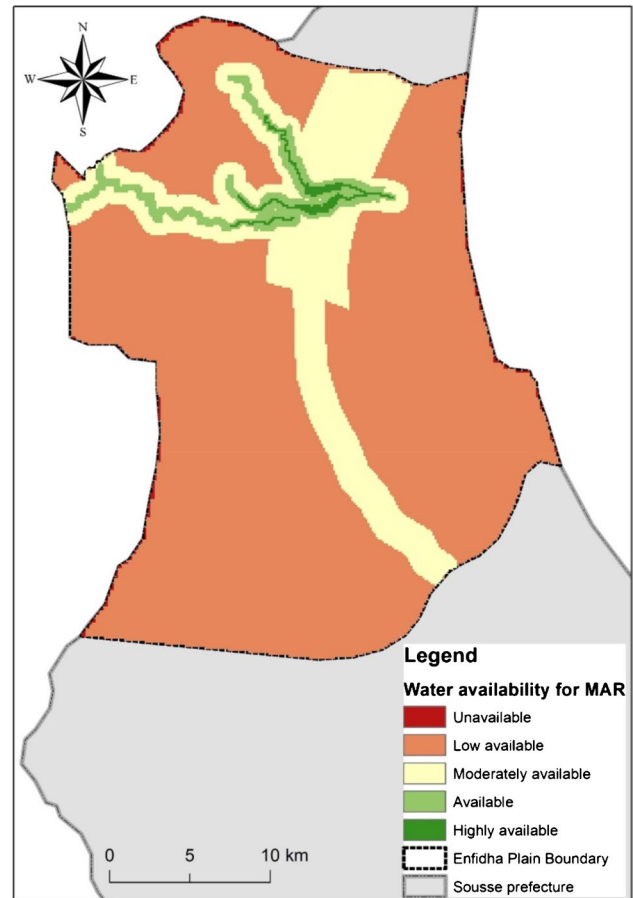 N
W E
S
Legend
Water availability for MAR
Unavailable
Low available
Moderately available
Available
Highly available
Enfidha Plain Boundary
Sousse prefecture
0 5 10 km